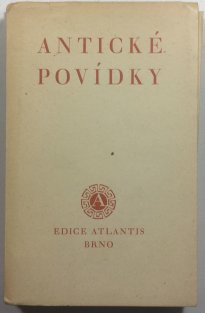 ANTICKÉ
POVÍDKY
A
EDICE ATLANTIS
BRNO